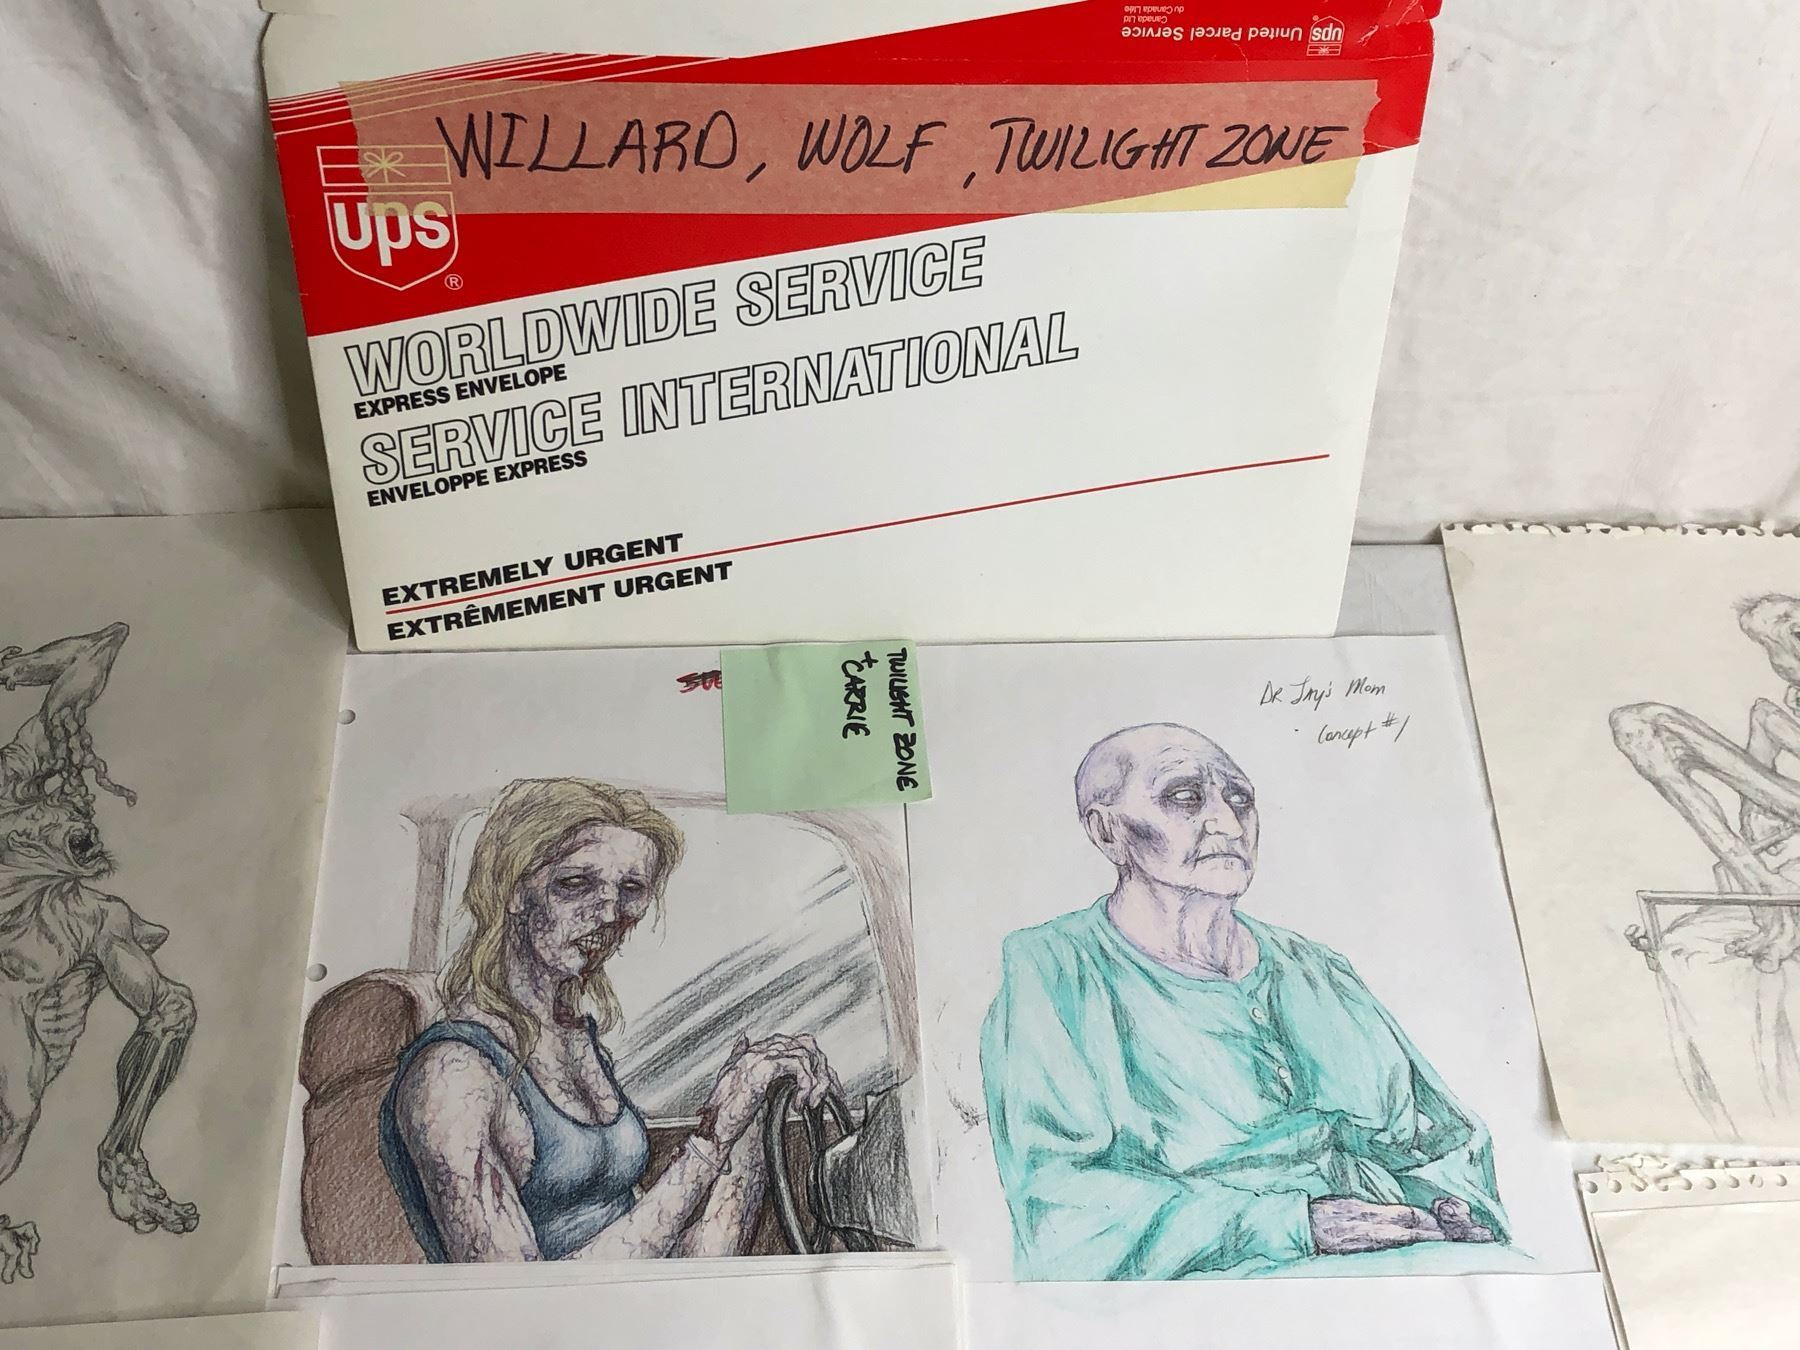 United Parcel Service
Canada Ltd
du Canada Ltée
ups
WILLARD, WOLF, TWILIGHT ZONE
ups
®
WORLDWIDE SERVICE
EXPRESS ENVELOPE
SERVICE INTERNATIONAL
ENVELOPPE EXPRESS
EXTREMELY URGENT
EXTRÊMEMENT URGENT
TWILIGHT ZONE
+ CARRIE
DR JAY'S MOM
Concept #1